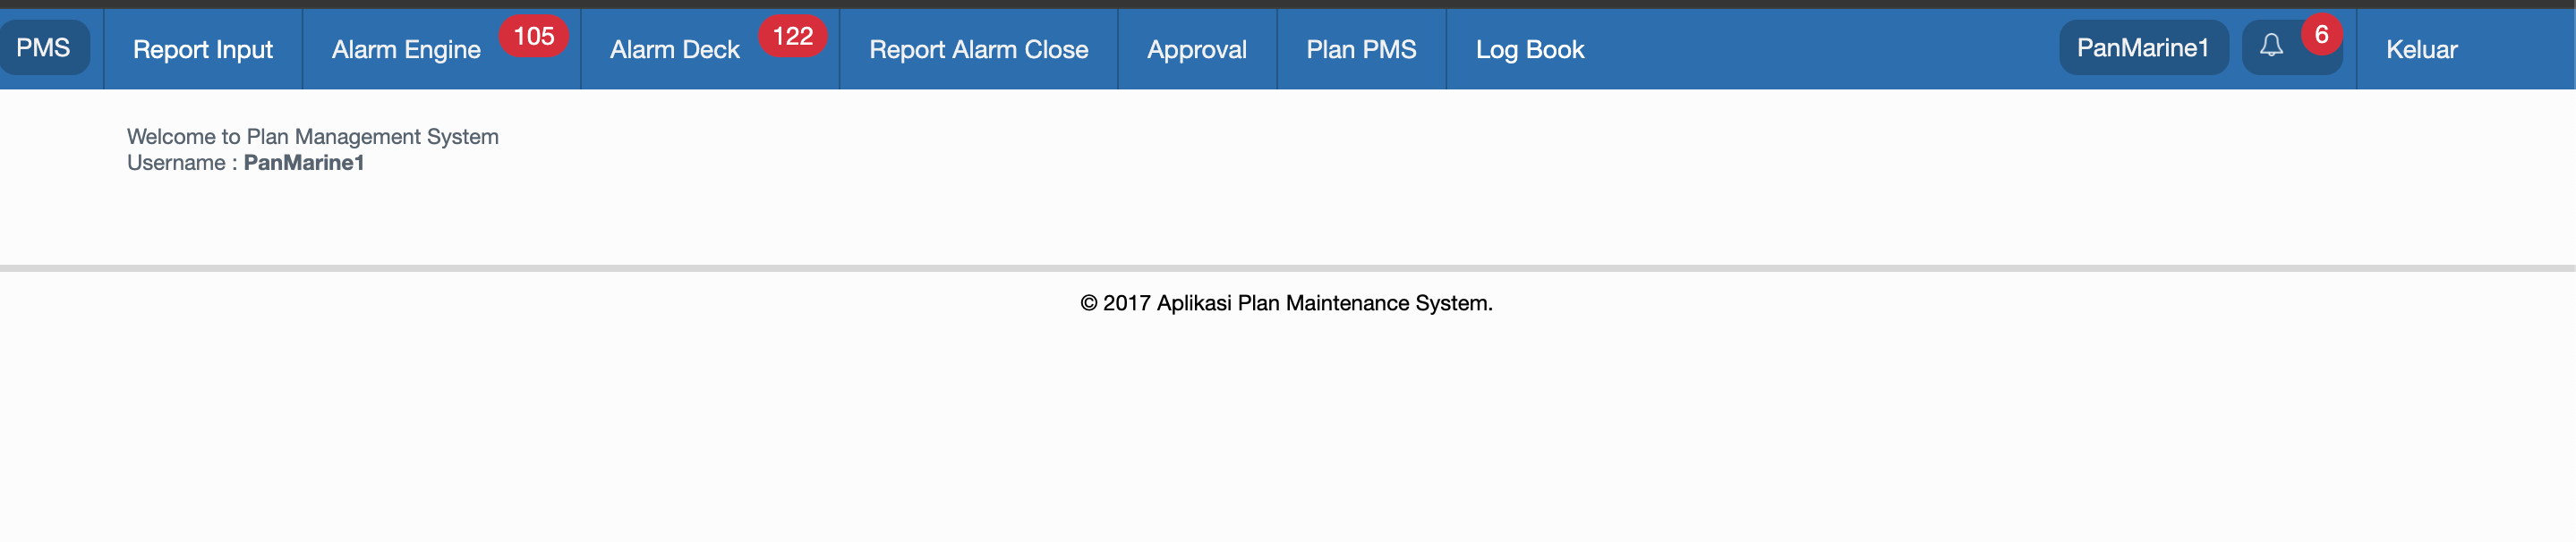 PMS Report Input Alarm Engine 105 Alarm Deck 122 Report Alarm Close Approval Plan PMS Log Book PanMarine1 6 Keluar
Welcome to Plan Management System
Username : PanMarine1
© 2017 Aplikasi Plan Maintenance System.